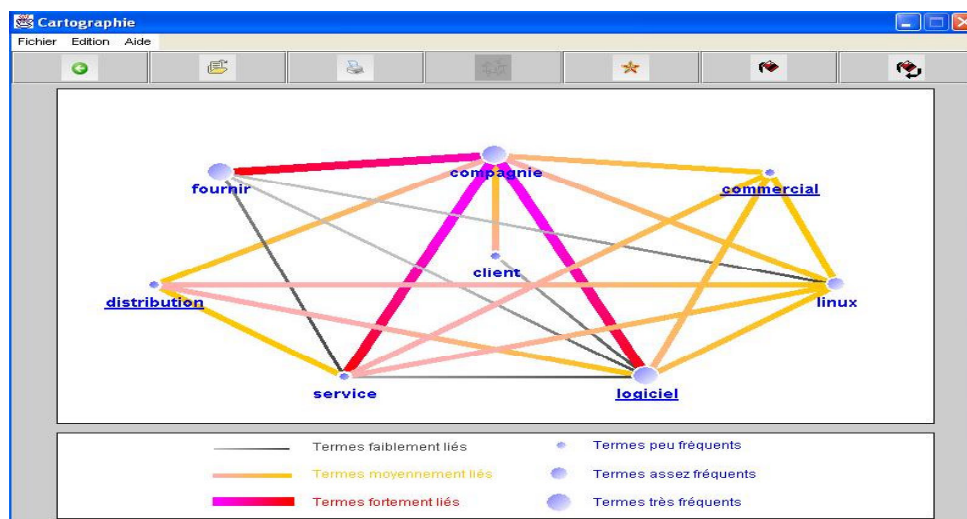 Cartographie
Fichier Edition Aide
compagnie
fournir
commercial
client
distribution
linux
service
logiciel
Termes faiblement liés
Termes peu fréquents
Termes moyennement liés
Termes assez fréquents
Termes fortement liés
Termes très fréquents